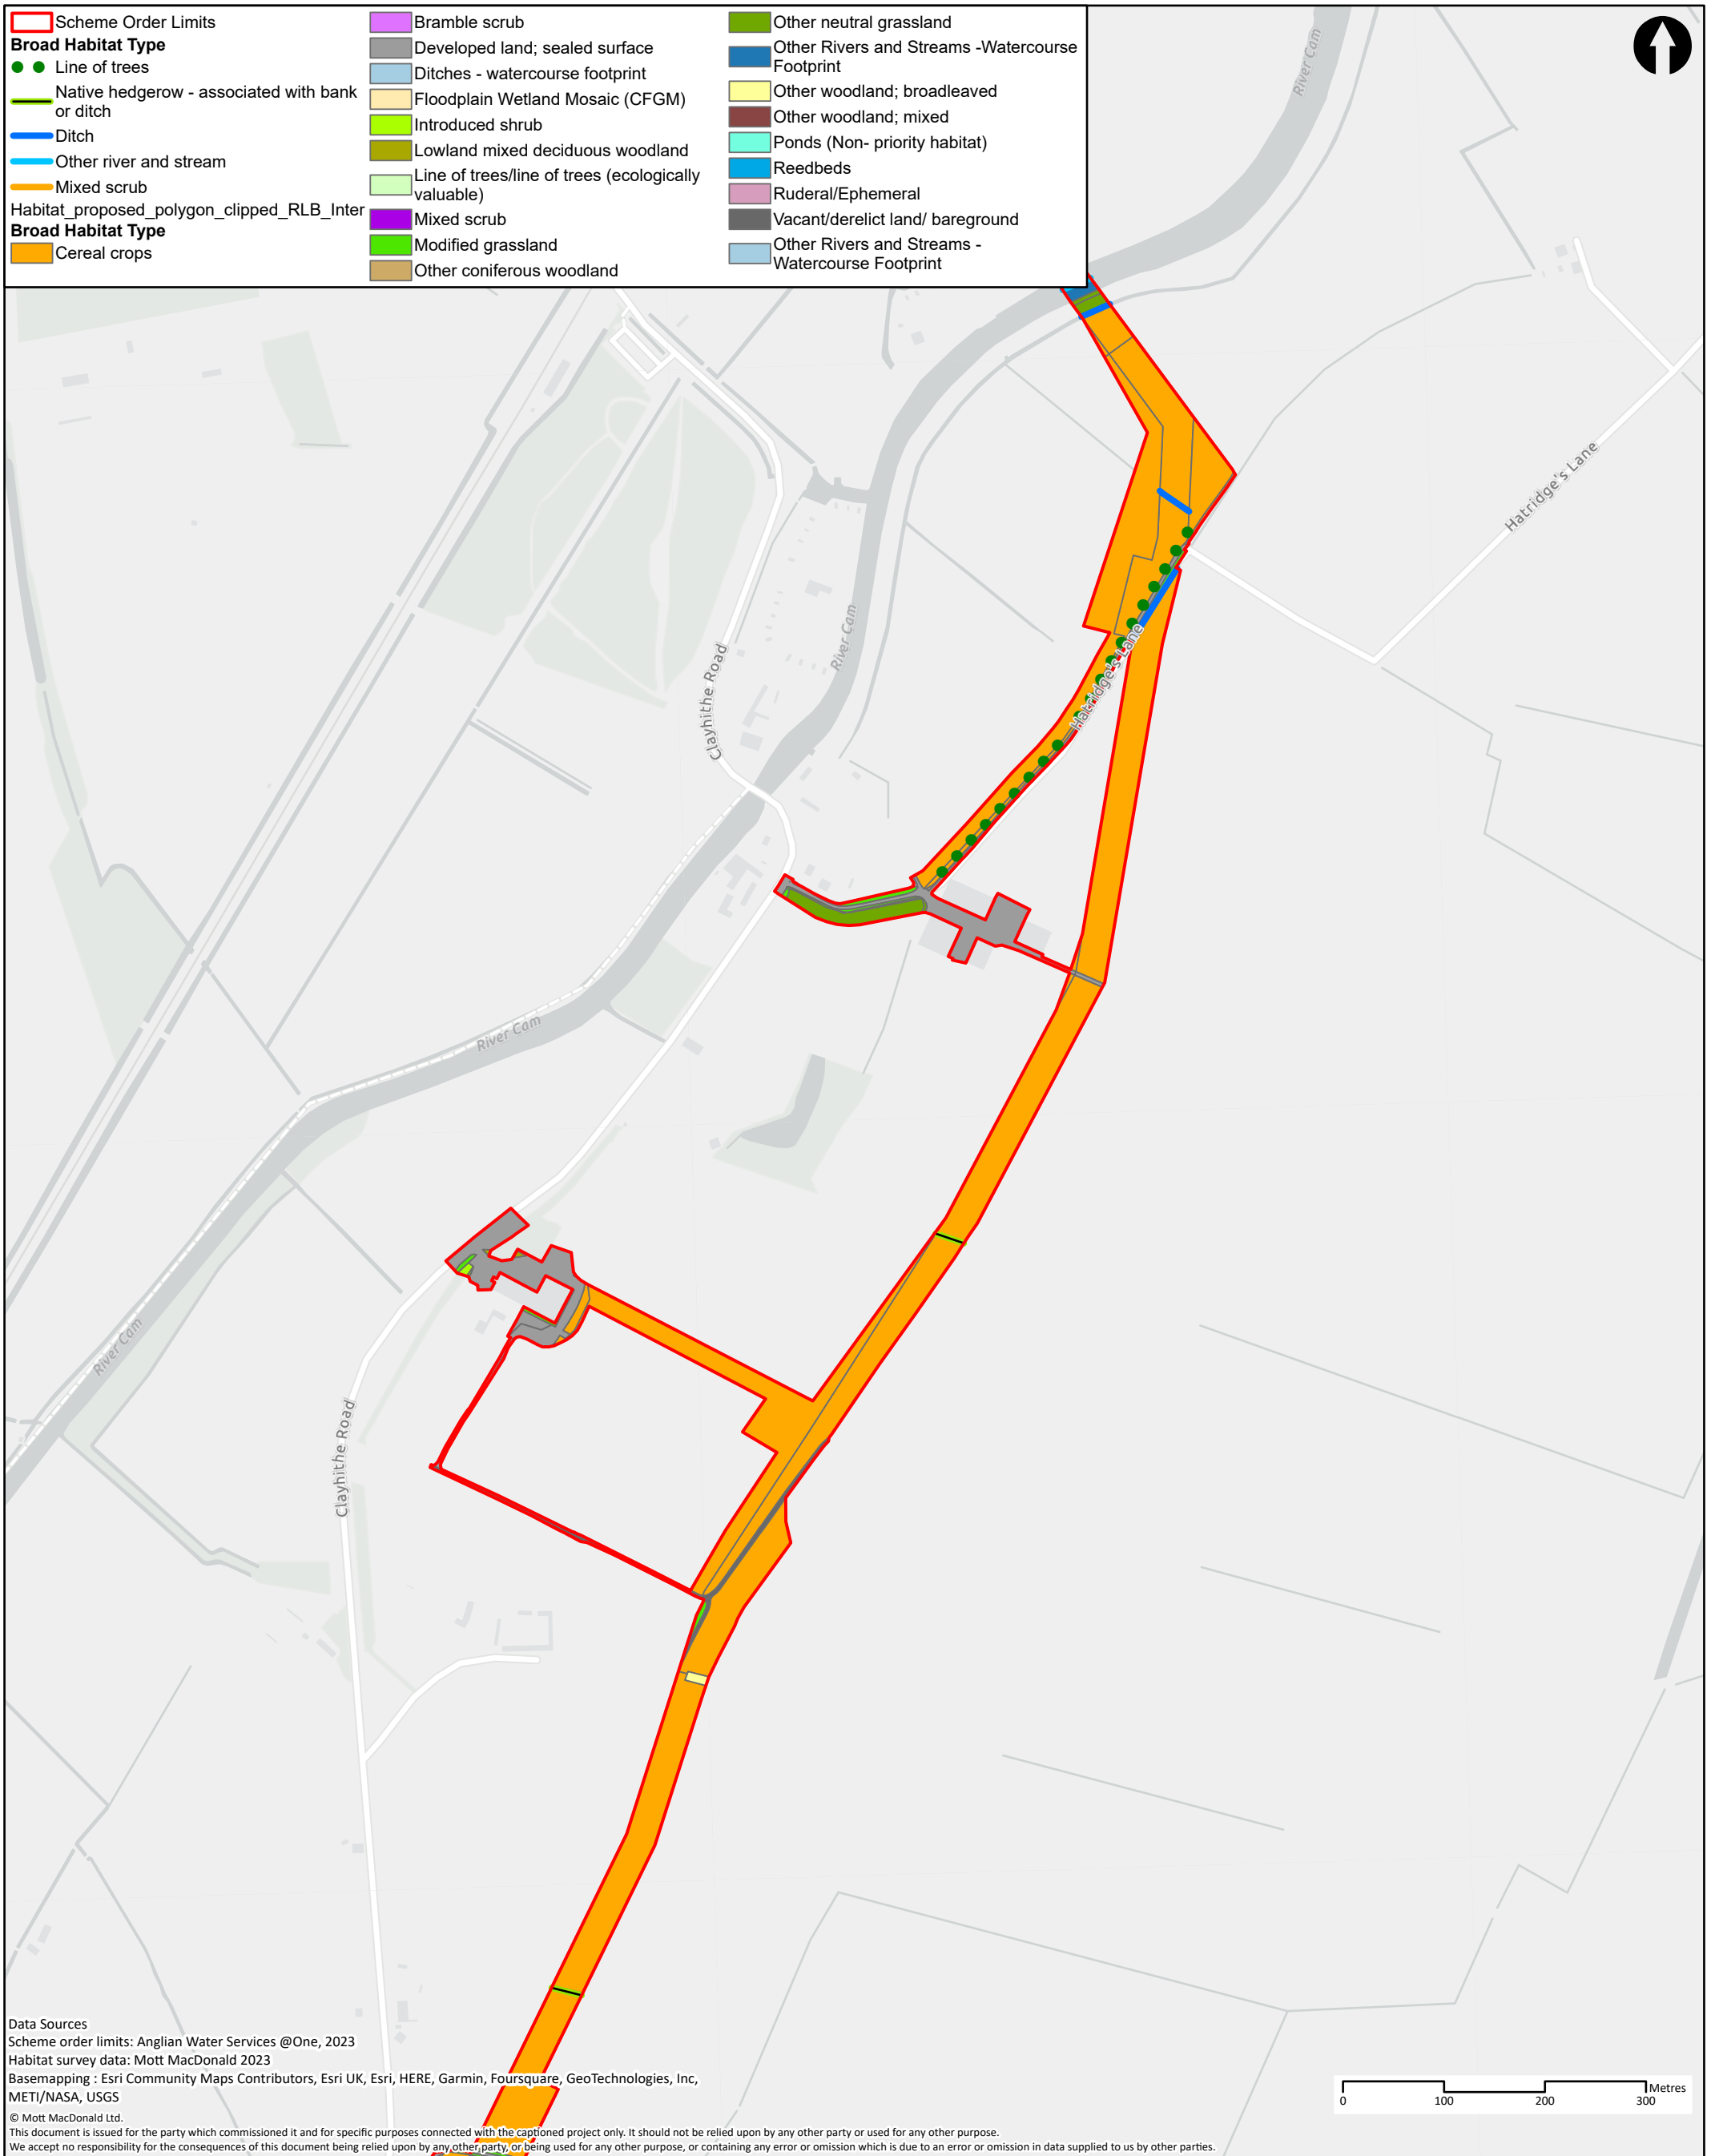 Scheme Order Limits
Broad Habitat Type
Line of trees
Native hedgerow - associated with bank
or ditch
Ditch
Other river and stream
Mixed scrub
Habitat_proposed_polygon_clipped_RLB_Inter
Broad Habitat Type
Cereal crops
Bramble scrub
Developed land; sealed surface
Ditches - watercourse footprint
Floodplain Wetland Mosaic (CFGM)
Introduced shrub
Lowland mixed deciduous woodland
Line of trees/line of trees (ecologically
valuable)
Mixed scrub
Modified grassland
Other coniferous woodland
Other neutral grassland
Other Rivers and Streams -Watercourse
Footprint
Other woodland; broadleaved
Other woodland; mixed
Ponds (Non- priority habitat)
Reedbeds
Ruderal/Ephemeral
Vacant/derelict land/ bareground
Other Rivers and Streams -
Watercourse Footprint
River Cam
Hatridge's Lane
River Cam
Clayhithe Road
Hatridge's Lane
River Cam
River Cam
Clayhithe Road
Data Sources
Scheme order limits: Anglian Water Services @One, 2023
Habitat survey data: Mott MacDonald 2023
Basemapping : Esri Community Maps Contributors, Esri UK, Esri, HERE, Garmin, Foursquare, GeoTechnologies, Inc,
METI/NASA, USGS
© Mott MacDonald Ltd.
This document is issued for the party which commissioned it and for specific purposes connected with the captioned project only. It should not be relied upon by any other party or used for any other purpose.
We accept no responsibility for the consequences of this document being relied upon by any other party, or being used for any other purpose, or containing any error or omission which is due to an error or omission in data supplied to us by other parties.
Metres
0 100 200 300